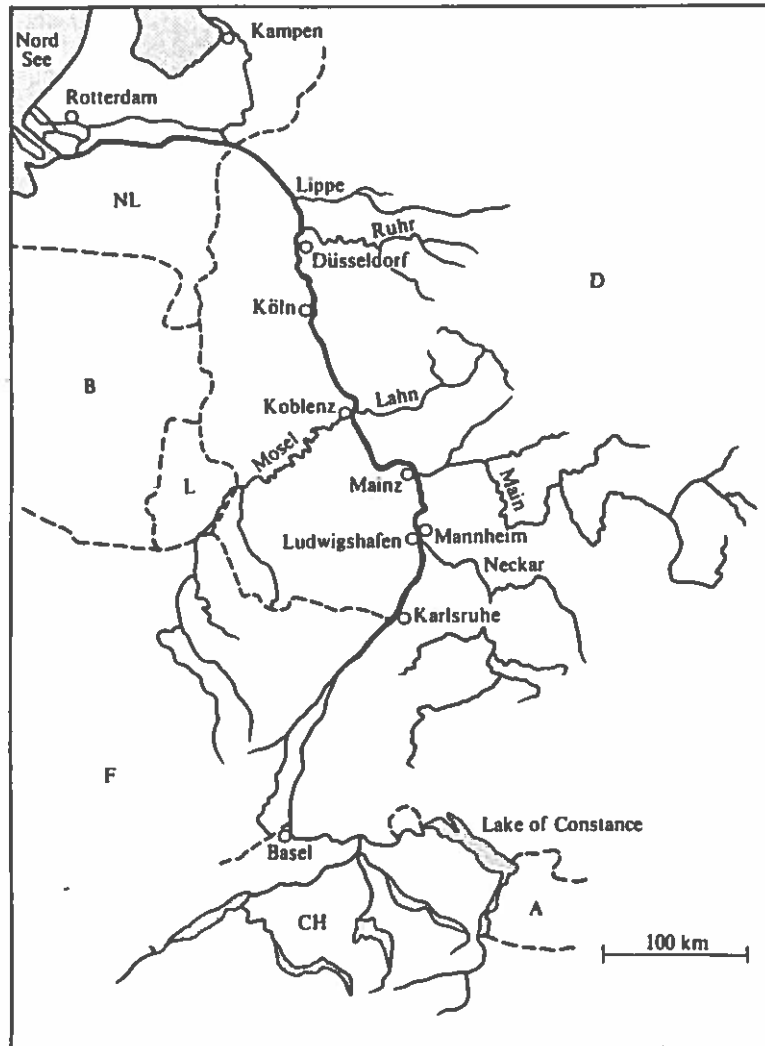 Nord
See
Kampen
Rotterdam
NL
Lippe
Ruhr
Düsseldorf
D
Köln
B
Koblenz
Lahn
Mosel
L
Mainz
Main
Ludwigshafen
Mannheim
Neckar
Karlsruhe
F
Lake of Constance
Basel
A
CH
100 km